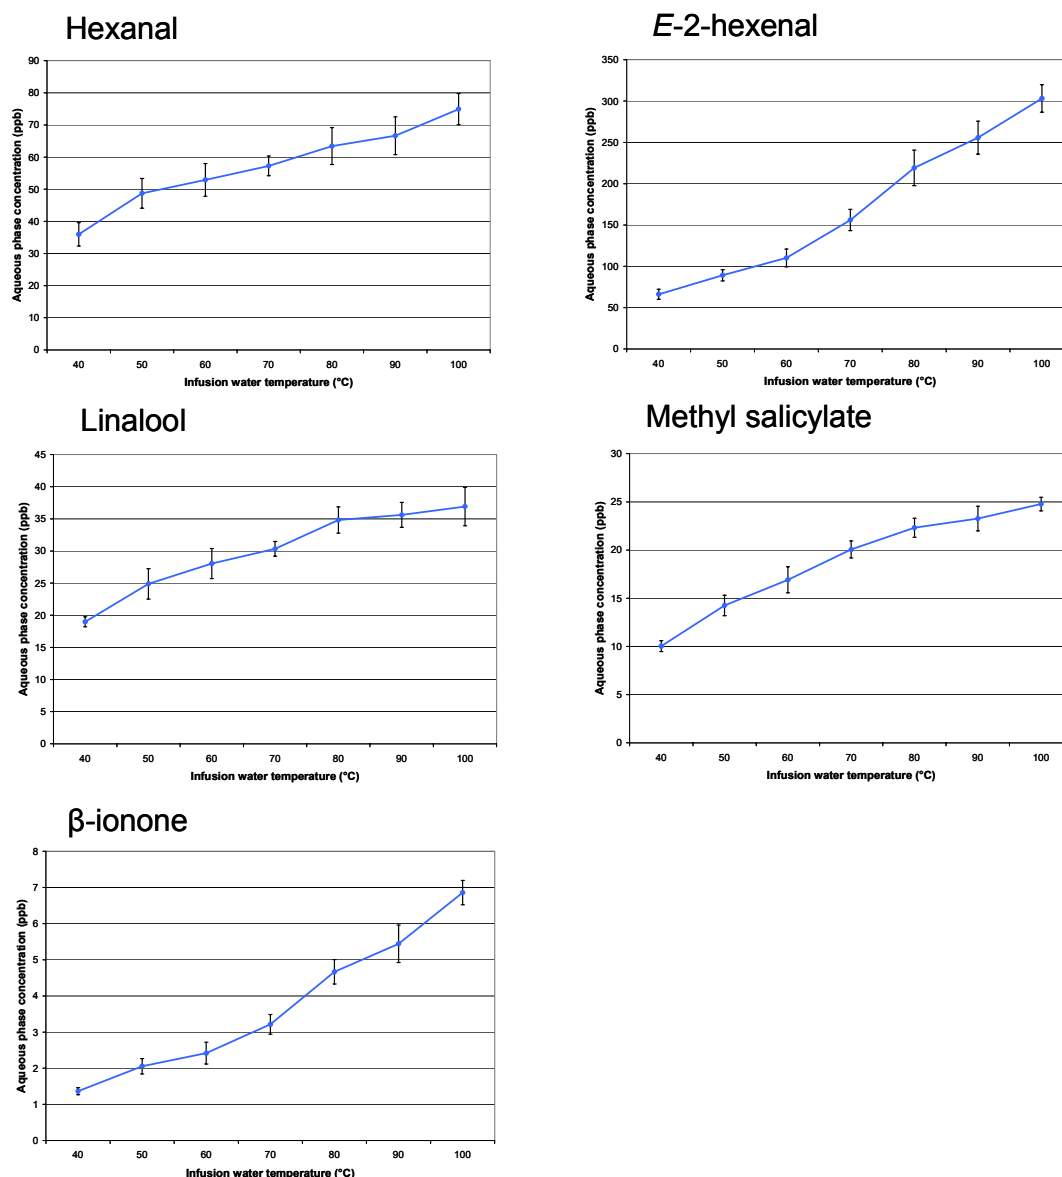 Hexanal
Aqueous phase concentration (ppb)
90
80
70
60
50
40
30
20
10
0
40 50 60 70 80 90 100
Infusion water temperature (°C)
E-2-hexenal
Aqueous phase concentration (ppb)
350
300
250
200
150
100
50
0
40 50 60 70 80 90 100
Infusion water temperature (°C)
Linalool
Aqueous phase concentration (ppb)
45
40
35
30
25
20
15
10
5
0
40 50 60 70 80 90 100
Infusion water temperature (°C)
Methyl salicylate
Aqueous phase concentration (ppb)
30
25
20
15
10
5
0
40 50 60 70 80 90 100
Infusion water temperature (°C)
β-ionone
Aqueous phase concentration (ppb)
8
7
6
5
4
3
2
1
0
40 50 60 70 80 90 100
Infusion water temperature (°C)